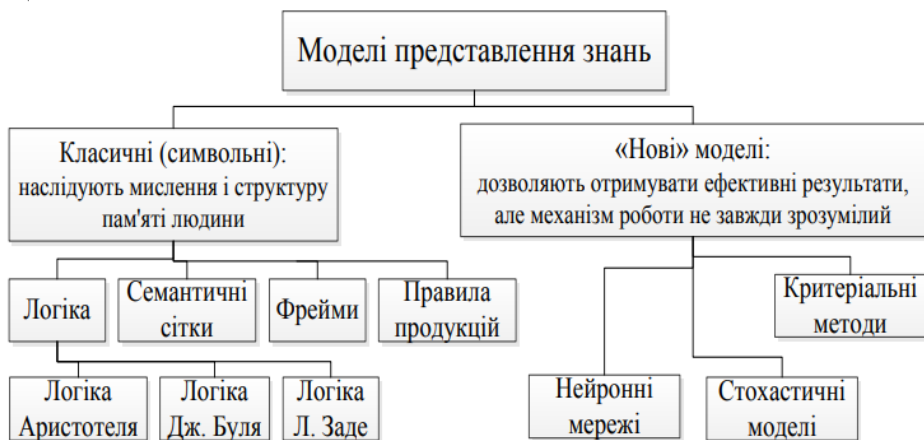 Моделі представлення знань
Класичні (символьні):
наслідують мислення і структуру
пам'яті людини
«Нові» моделі:
дозволяють отримувати ефективні результати,
але механізм роботи не завжди зрозумілий
Логіка
Семантичні
сітки
Фрейми
Правила
продукцій
Критеріальні
методи
Логіка
Аристотеля
Логіка
Дж. Буля
Логіка
Л. Заде
Нейронні
мережі
Стохастичні
моделі